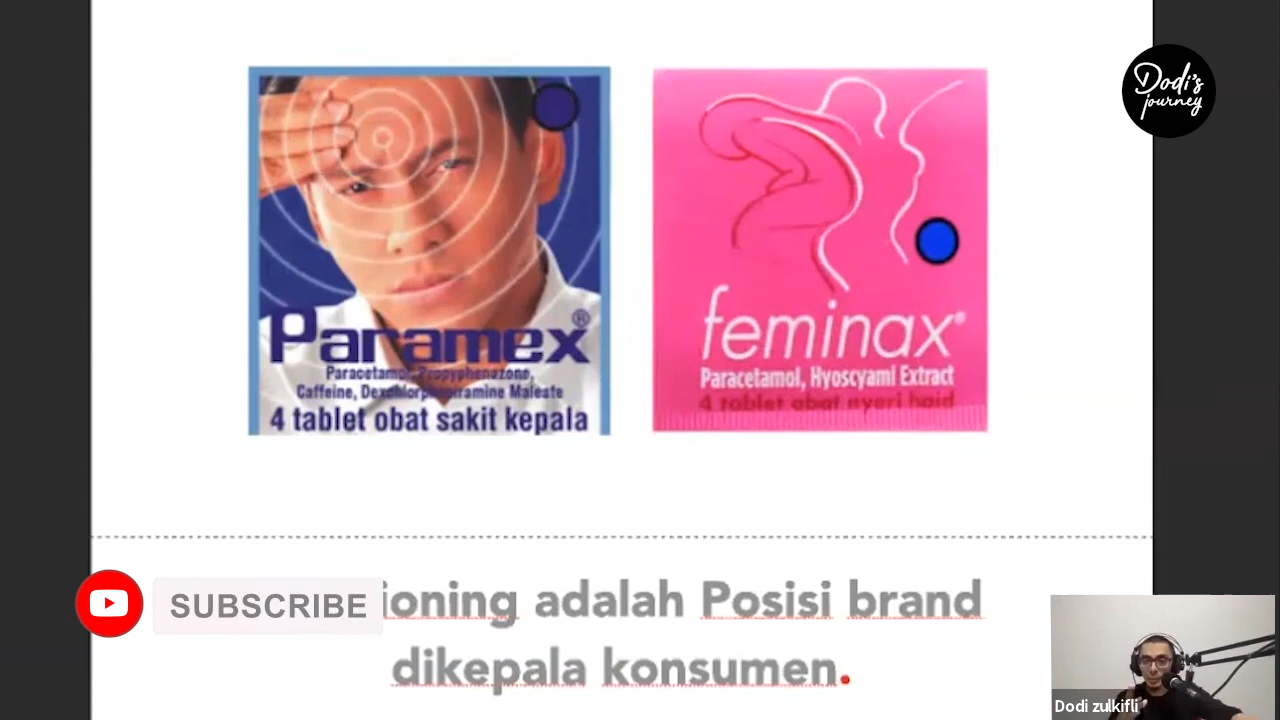 Dodi's
journey
Paramex®
Paracetamol, Propyphenazone,
Caffeine, Dexchlorpheniramine Maleate
4 tablet obat sakit kepala
feminax®
Paracetamol, Hyoscyami Extract
4 tablet obat nyeri haid
SUBSCRIBE
ioning adalah Posisi brand
dikepala konsumen.
Dodi zulkifli